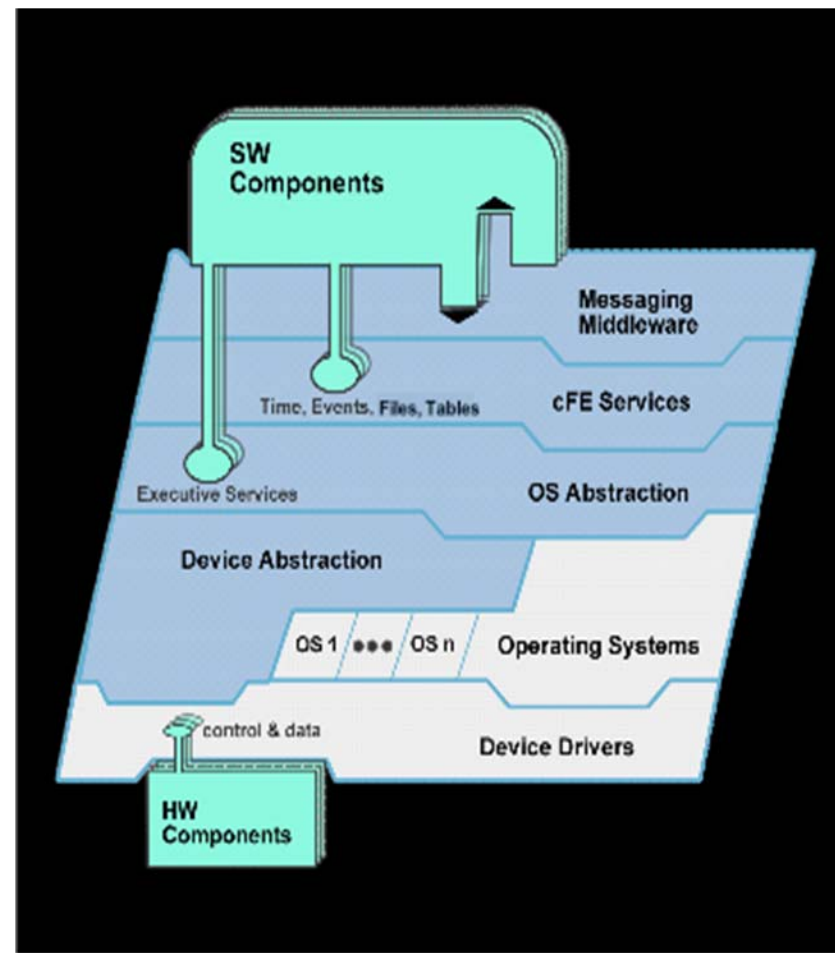 SW
Components
Messaging
Middleware
Time, Events, Files, Tables
cFE Services
Executive Services
OS Abstraction
Device Abstraction
OS 1
OS n
Operating Systems
control & data
Device Drivers
HW
Components